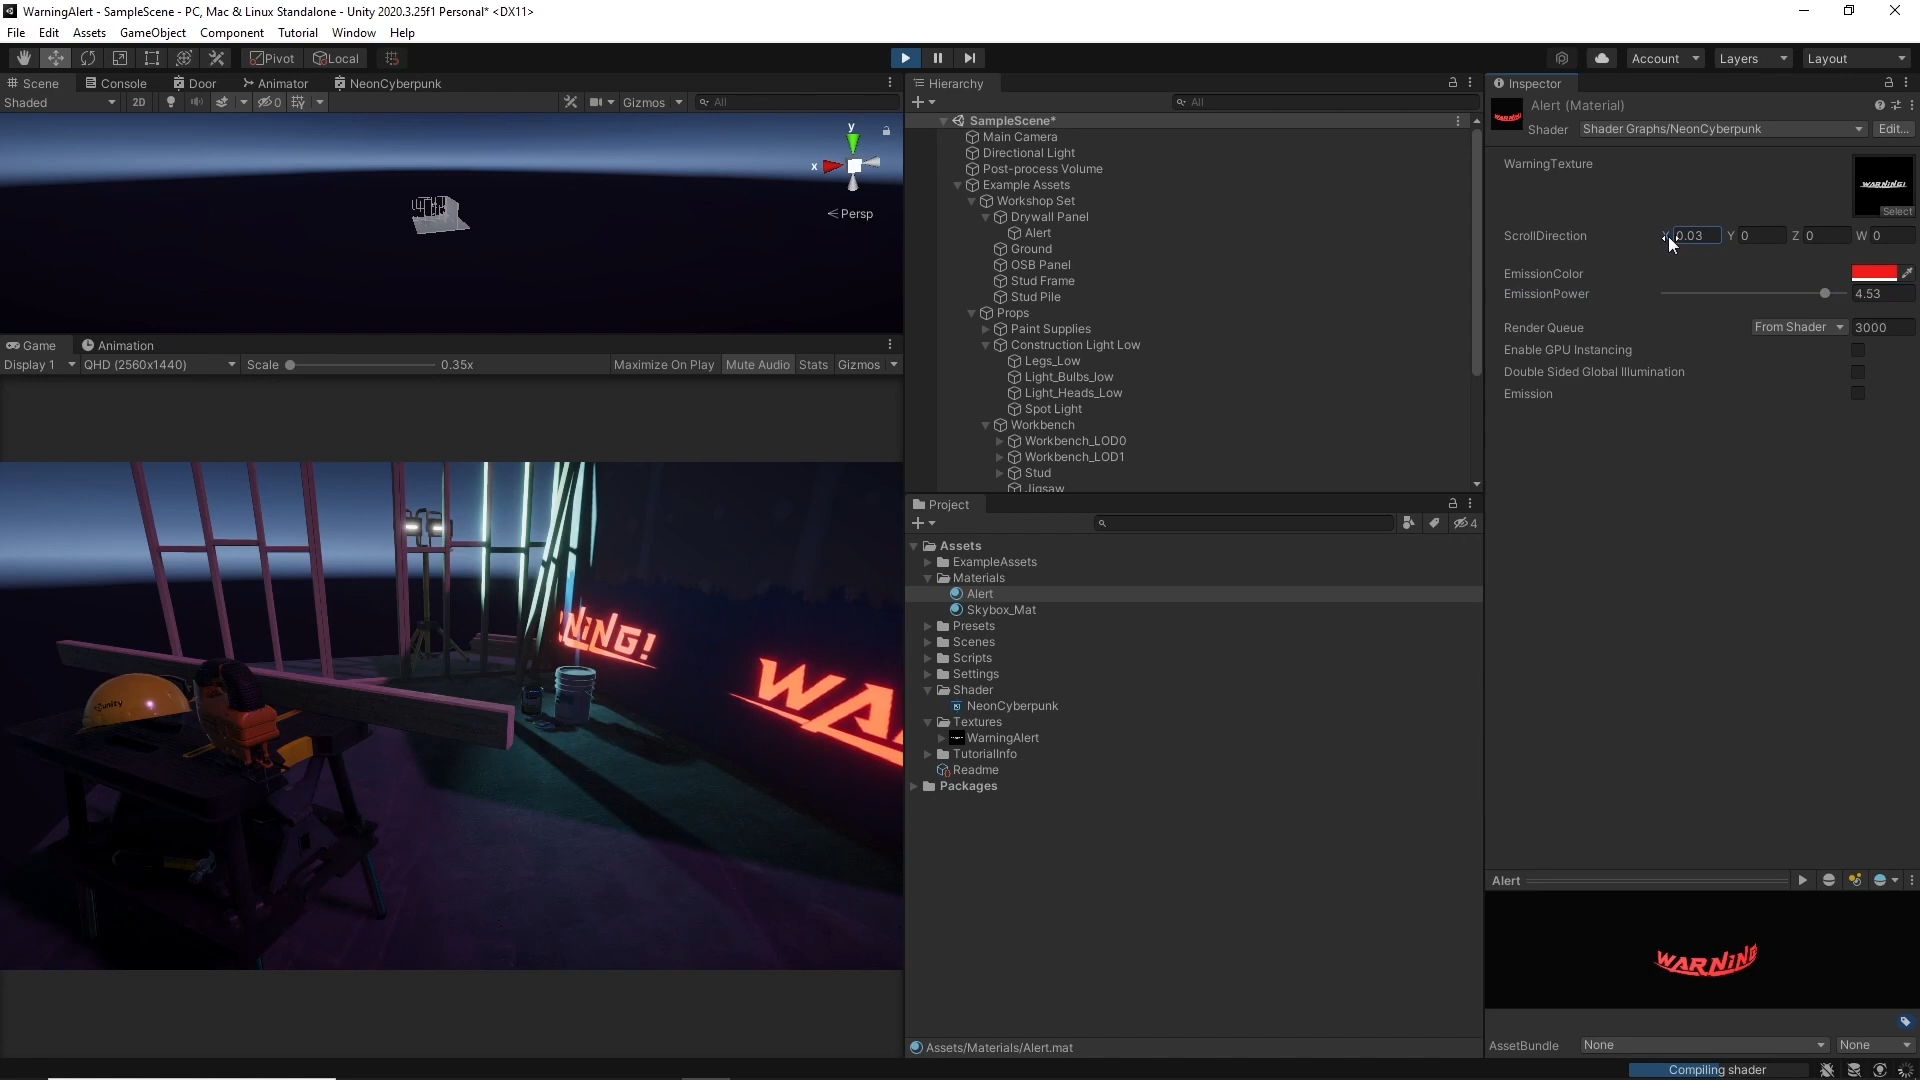 WarningAlert - SampleScene - PC, Mac & Linux Standalone - Unity 2020.3.25f1 Personal* <DX11>
File Edit Assets GameObject Component Tutorial Window Help
Pivot Local Account Layers Layout
Scene Console Door Animator NeonCyberpunk
Shaded 2D 0 Gizmos All
y
x
Persp
Game Animation
Display 1 QHD (2560x1440) Scale 0.35x Maximize On Play Mute Audio Stats Gizmos
unity
NING!
WA
Hierarchy
All
SampleScene*
Main Camera
Directional Light
Post-process Volume
Example Assets
Workshop Set
Drywall Panel
Alert
Ground
OSB Panel
Stud Frame
Stud Pile
Props
Paint Supplies
Construction Light Low
Legs_Low
Light_Bulbs_low
Light_Heads_Low
Spot Light
Workbench
Workbench_LOD0
Workbench_LOD1
Stud
Jigsaw
Project
4
Assets
ExampleAssets
Materials
Alert
Skybox_Mat
Presets
Scenes
Scripts
Settings
Shader
NeonCyberpunk
Textures
WarningAlert
TutorialInfo
Readme
Packages
Assets/Materials/Alert.mat
Inspector
Alert (Material)
Shader Shader Graphs/NeonCyberpunk Edit...
WarningTexture
WARNING!
Select
ScrollDirection X 0.03 Y 0 Z 0 W 0
EmissionColor
EmissionPower 4.53
Render Queue From Shader 3000
Enable GPU Instancing
Double Sided Global Illumination
Emission
Alert
WARNING
AssetBundle None None
Compiling shader